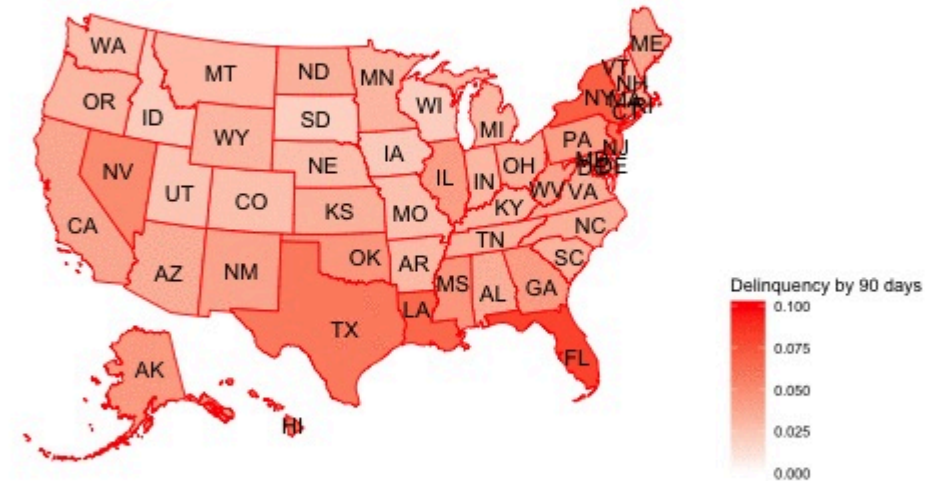 WA
MT
ND
MN
ME
VT
NH
OR
ID
WY
SD
WI
MI
NY
MA
RI
CT
NV
UT
CO
NE
IA
IL
IN
OH
PA
NJ
MD
DE
WV
VA
CA
KS
MO
KY
AZ
NM
OK
AR
TN
NC
SC
TX
LA
MS
AL
GA
FL
AK
HI
Delinquency by 90 days
0.100
0.075
0.050
0.025
0.000